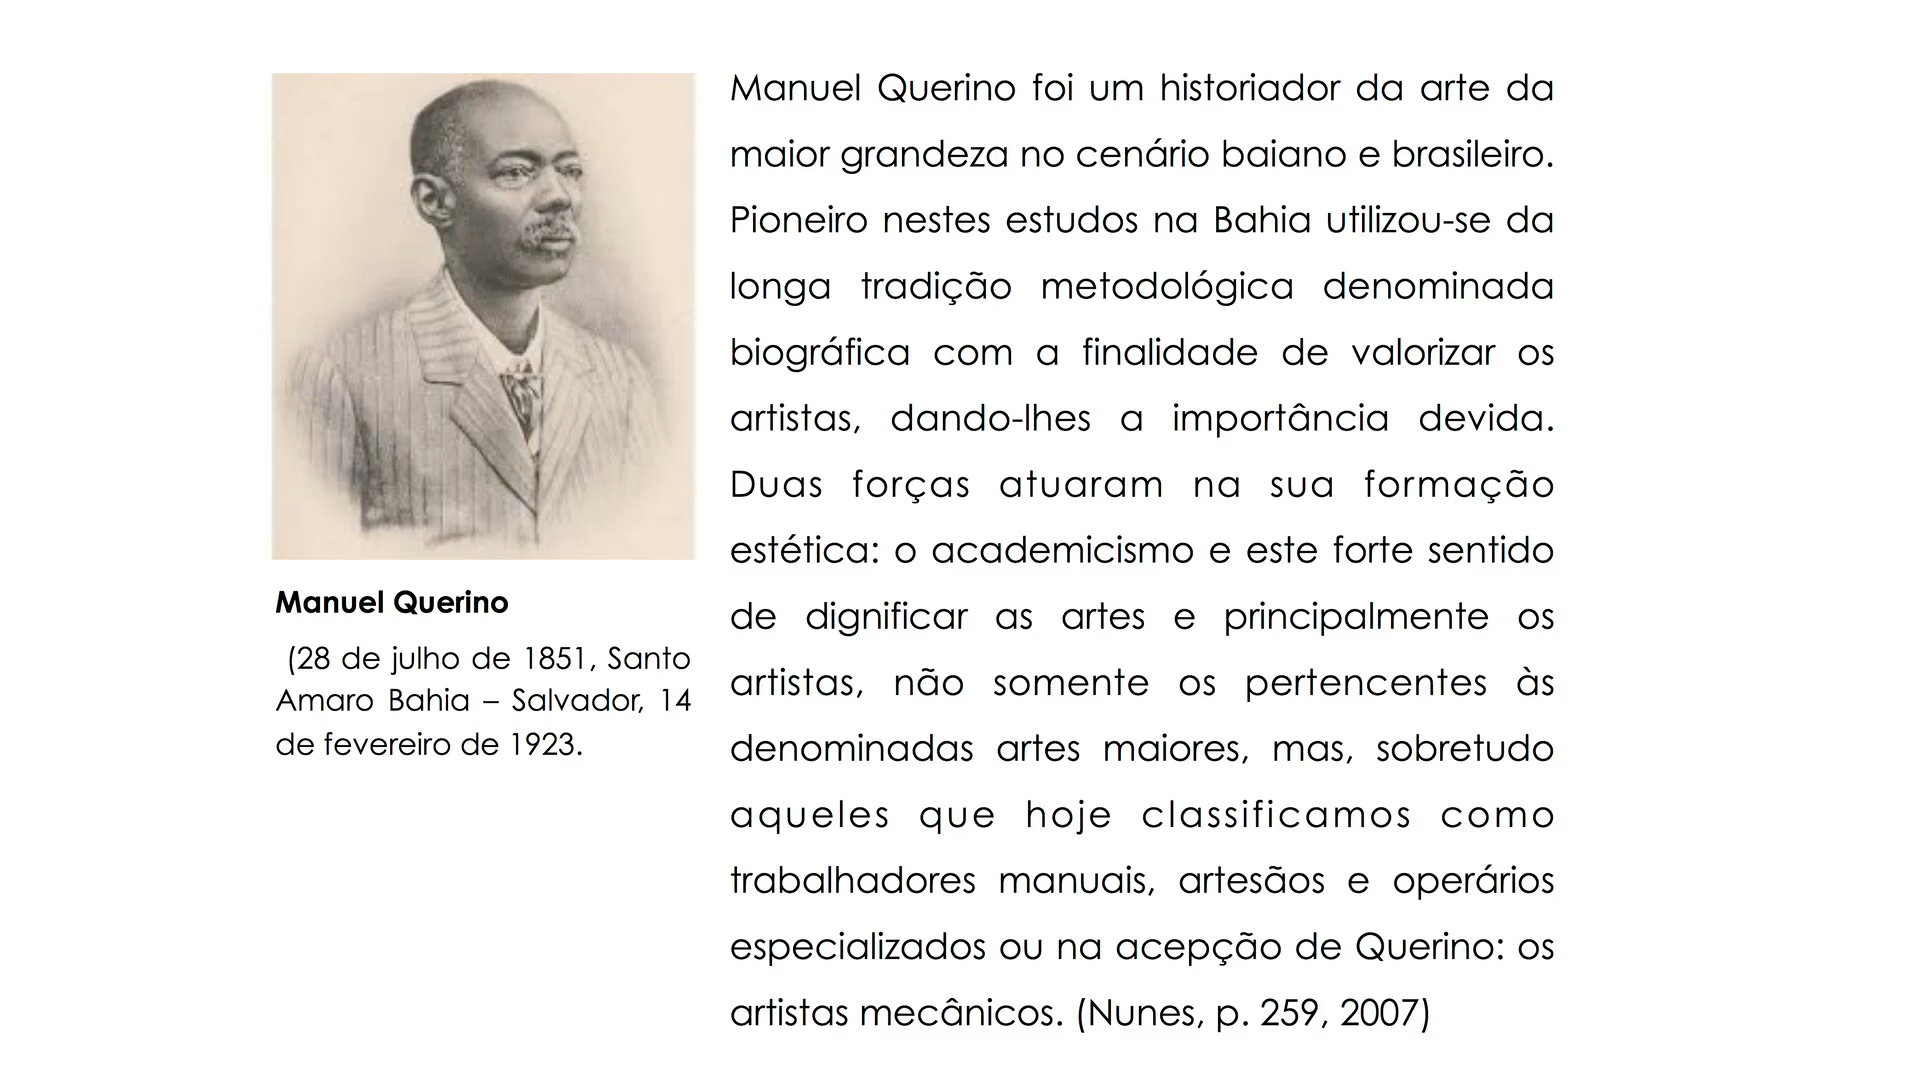 Manuel Querino
(28 de julho de 1851, Santo
Amaro Bahia – Salvador, 14
de fevereiro de 1923.
Manuel Querino foi um historiador da arte da
maior grandeza no cenário baiano e brasileiro.
Pioneiro nestes estudos na Bahia utilizou-se da
longa tradição metodológica denominada
biográfica com a finalidade de valorizar os
artistas, dando-lhes a importância devida.
Duas forças atuaram na sua formação
estética: o academicismo e este forte sentido
de dignificar as artes e principalmente os
artistas, não somente os pertencentes às
denominadas artes maiores, mas, sobretudo
aqueles que hoje classificamos como
trabalhadores manuais, artesãos e operários
especializados ou na acepção de Querino: os
artistas mecânicos. (Nunes, p. 259, 2007)